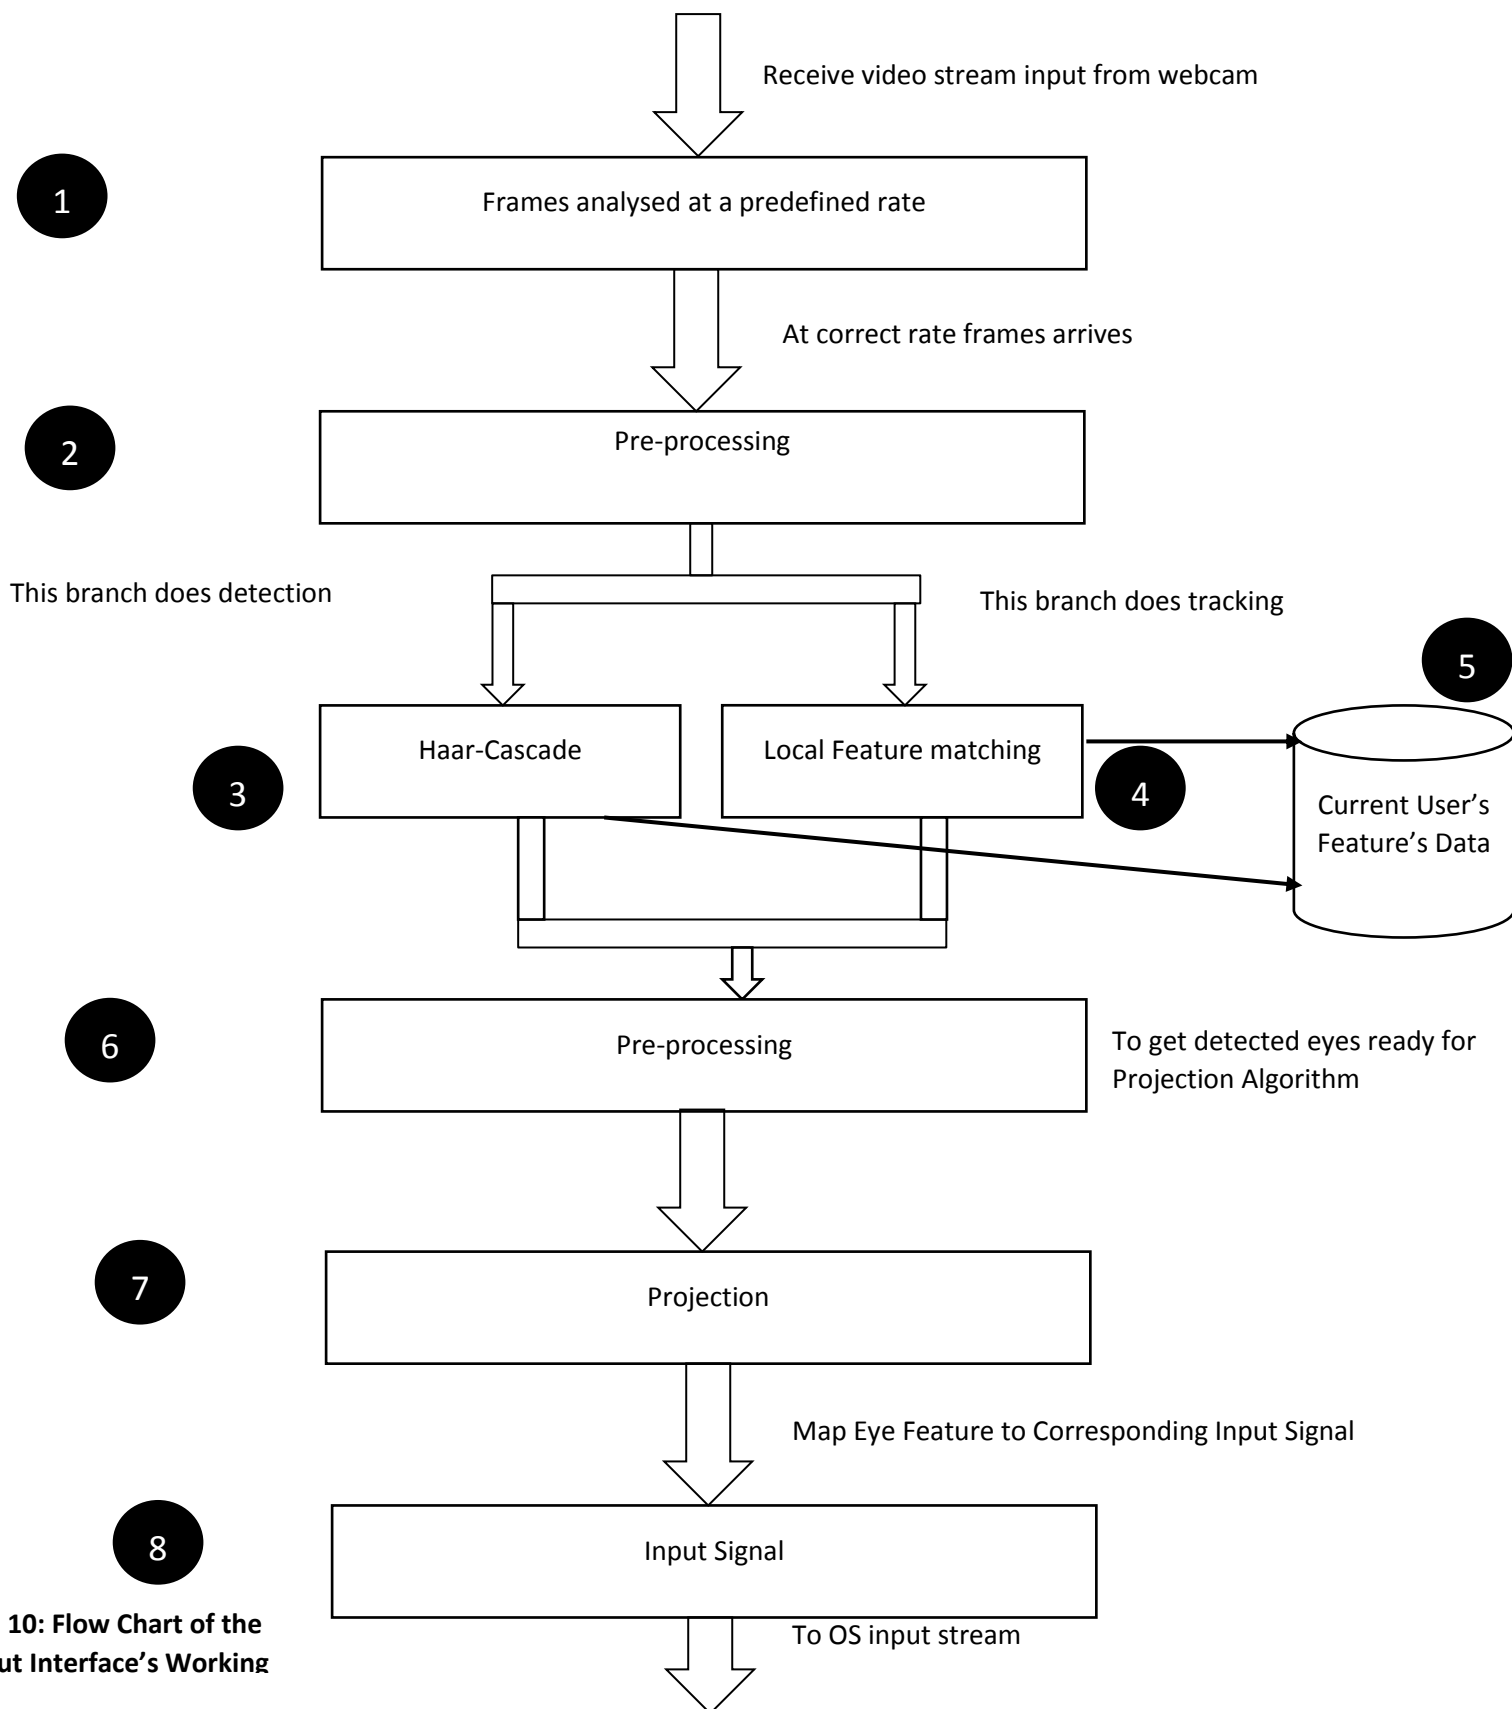 Receive video stream input from webcam
1
Frames analysed at a predefined rate
At correct rate frames arrives
2
Pre-processing
This branch does detection
This branch does tracking
5
3
Haar-Cascade
Local Feature matching
4
Current User’s
Feature’s Data
6
Pre-processing
To get detected eyes ready for
Projection Algorithm
7
Projection
Map Eye Feature to Corresponding Input Signal
8
Input Signal
10: Flow Chart of the
ut Interface’s Working
To OS input stream